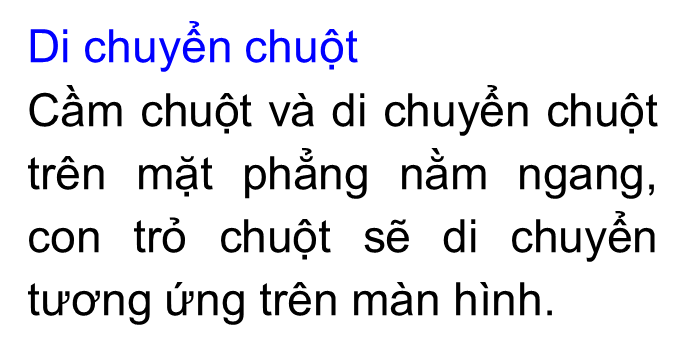 Di chuyển chuột
Cầm chuột và di chuyển chuột
trên mặt phẳng nằm ngang,
con trỏ chuột sẽ di chuyển
tương ứng trên màn hình.